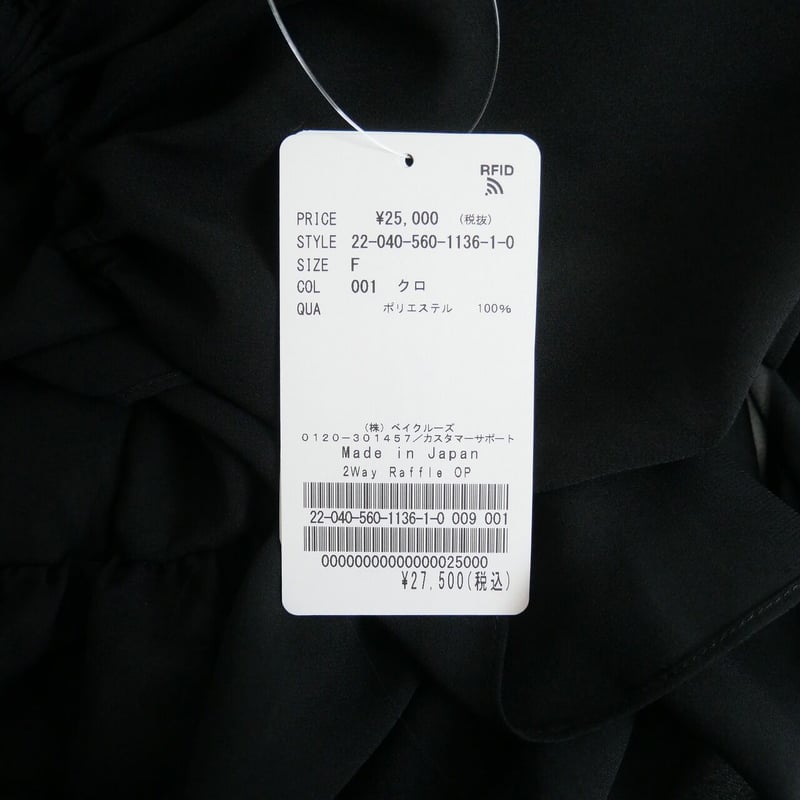 RFID
PRICE ¥25,000 (税抜)
STYLE 22-040-560-1136-1-0
SIZE F
COL 001 クロ
QUA ポリエステル 100%
(株) ベイクルーズ
0120-301457/カスタマーサポート
Made in Japan
2Way Raffle OP
22-040-560-1136-1-0 009 001
00000000000000025000
¥27,500(税込)